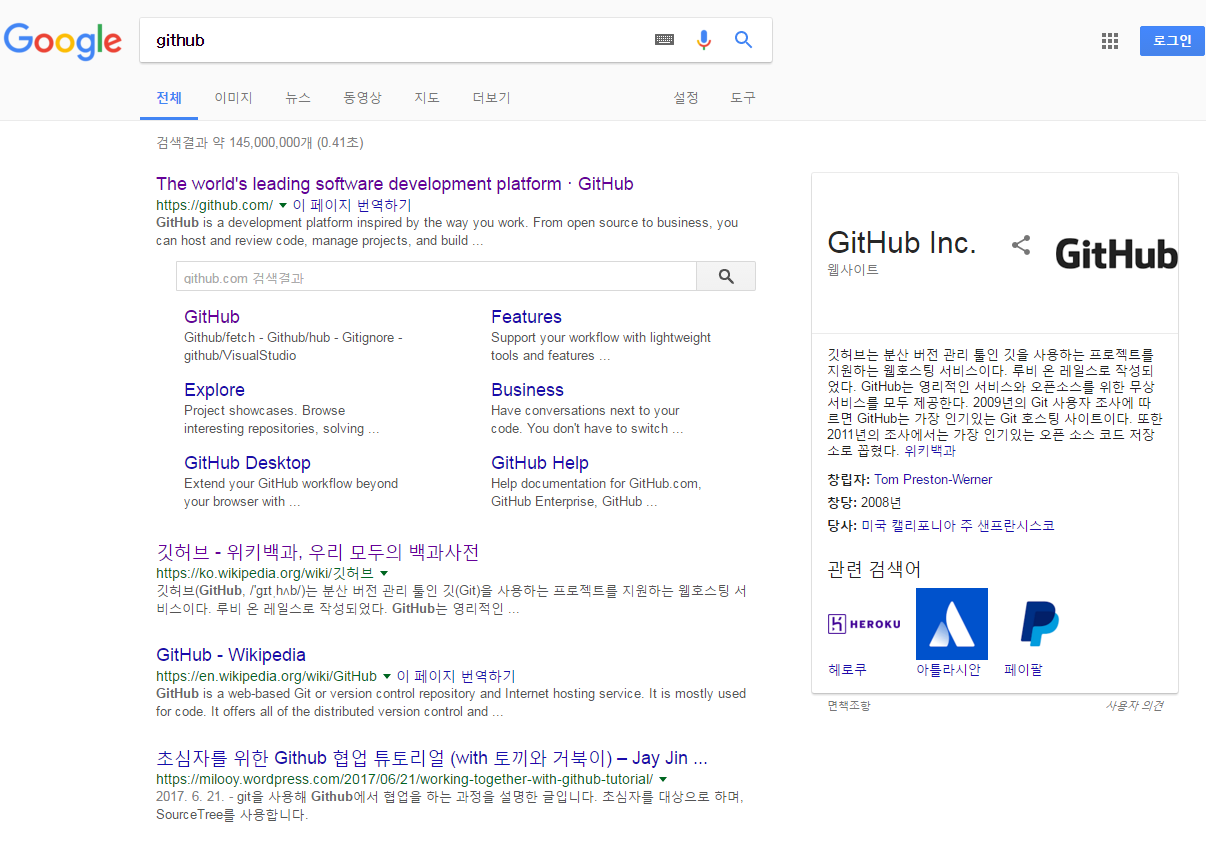 Google
github
로그인
전체 이미지 뉴스 동영상 지도 더보기 설정 도구
검색결과 약 145,000,000개 (0.41초)
The world's leading software development platform · GitHub
https://github.com/ 이 페이지 번역하기
GitHub is a development platform inspired by the way you work. From open source to business, you
can host and review code, manage projects, and build ...
github.com 검색결과
GitHub
Github/fetch - Github/hub - Gitignore -
github/VisualStudio
Features
Support your workflow with lightweight
tools and features ...
Explore
Project showcases. Browse
interesting repositories, solving ...
Business
Have conversations next to your
code. You don't have to switch ...
GitHub Desktop
Extend your GitHub workflow beyond
your browser with ...
GitHub Help
Help documentation for GitHub.com,
GitHub Enterprise, GitHub ...
깃허브 - 위키백과, 우리 모두의 백과사전
https://ko.wikipedia.org/wiki/깃허브
깃허브(GitHub, /'gɪtˌhʌb/)는 분산 버전 관리 툴인 깃(Git)을 사용하는 프로젝트를 지원하는 웹호스팅 서
비스이다. 루비 온 레일스로 작성되었다. GitHub는 영리적인 ...
GitHub - Wikipedia
https://en.wikipedia.org/wiki/GitHub 이 페이지 번역하기
GitHub is a web-based Git or version control repository and Internet hosting service. It is mostly used
for code. It offers all of the distributed version control and ...
초심자를 위한 Github 협업 튜토리얼 (with 토끼와 거북이) – Jay Jin ...
https://milooy.wordpress.com/2017/06/21/working-together-with-github-tutorial/
2017. 6. 21. - git을 사용해 Github에서 협업을 하는 과정을 설명한 글입니다. 초심자를 대상으로 하며,
SourceTree를 사용합니다.
GitHub Inc.
웹사이트
GitHub
깃허브는 분산 버전 관리 툴인 깃을 사용하는 프로젝트를
지원하는 웹호스팅 서비스이다. 루비 온 레일스로 작성되
었다. GitHub는 영리적인 서비스와 오픈소스를 위한 무상
서비스를 모두 제공한다. 2009년의 Git 사용자 조사에 따
르면 GitHub는 가장 인기있는 Git 호스팅 사이트이다. 또한
2011년의 조사에서는 가장 인기있는 오픈 소스 코드 저장
소로 꼽혔다. 위키백과
창립자: Tom Preston-Werner
창당: 2008년
당사: 미국 캘리포니아 주 샌프란시스코
관련 검색어
HEROKU
헤로쿠 아틀라시안 페이팔
면책조항 사용자 의견